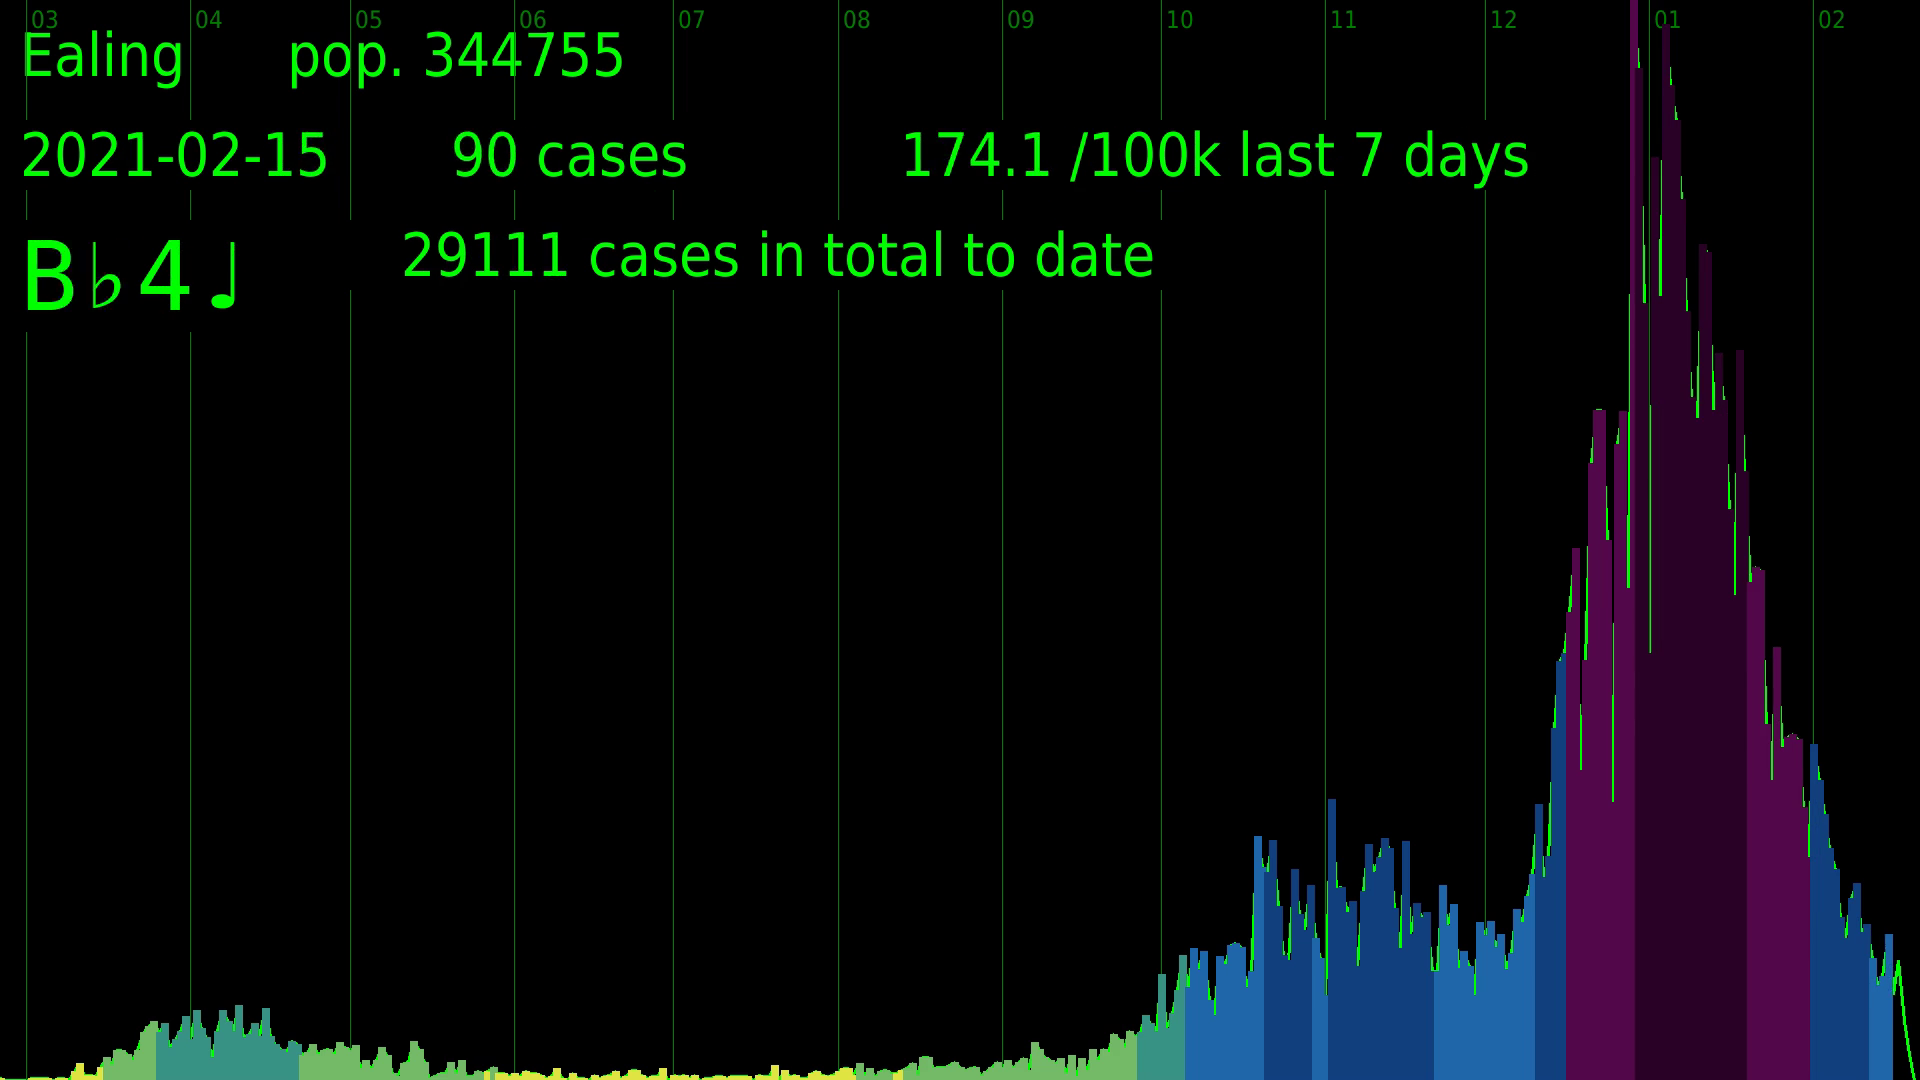 03 04 05 06 07 08 09 10 11 12 01 02
Ealing pop. 344755
2021-02-15 90 cases 174.1 /100k last 7 days
B♭4♩ 29111 cases in total to date